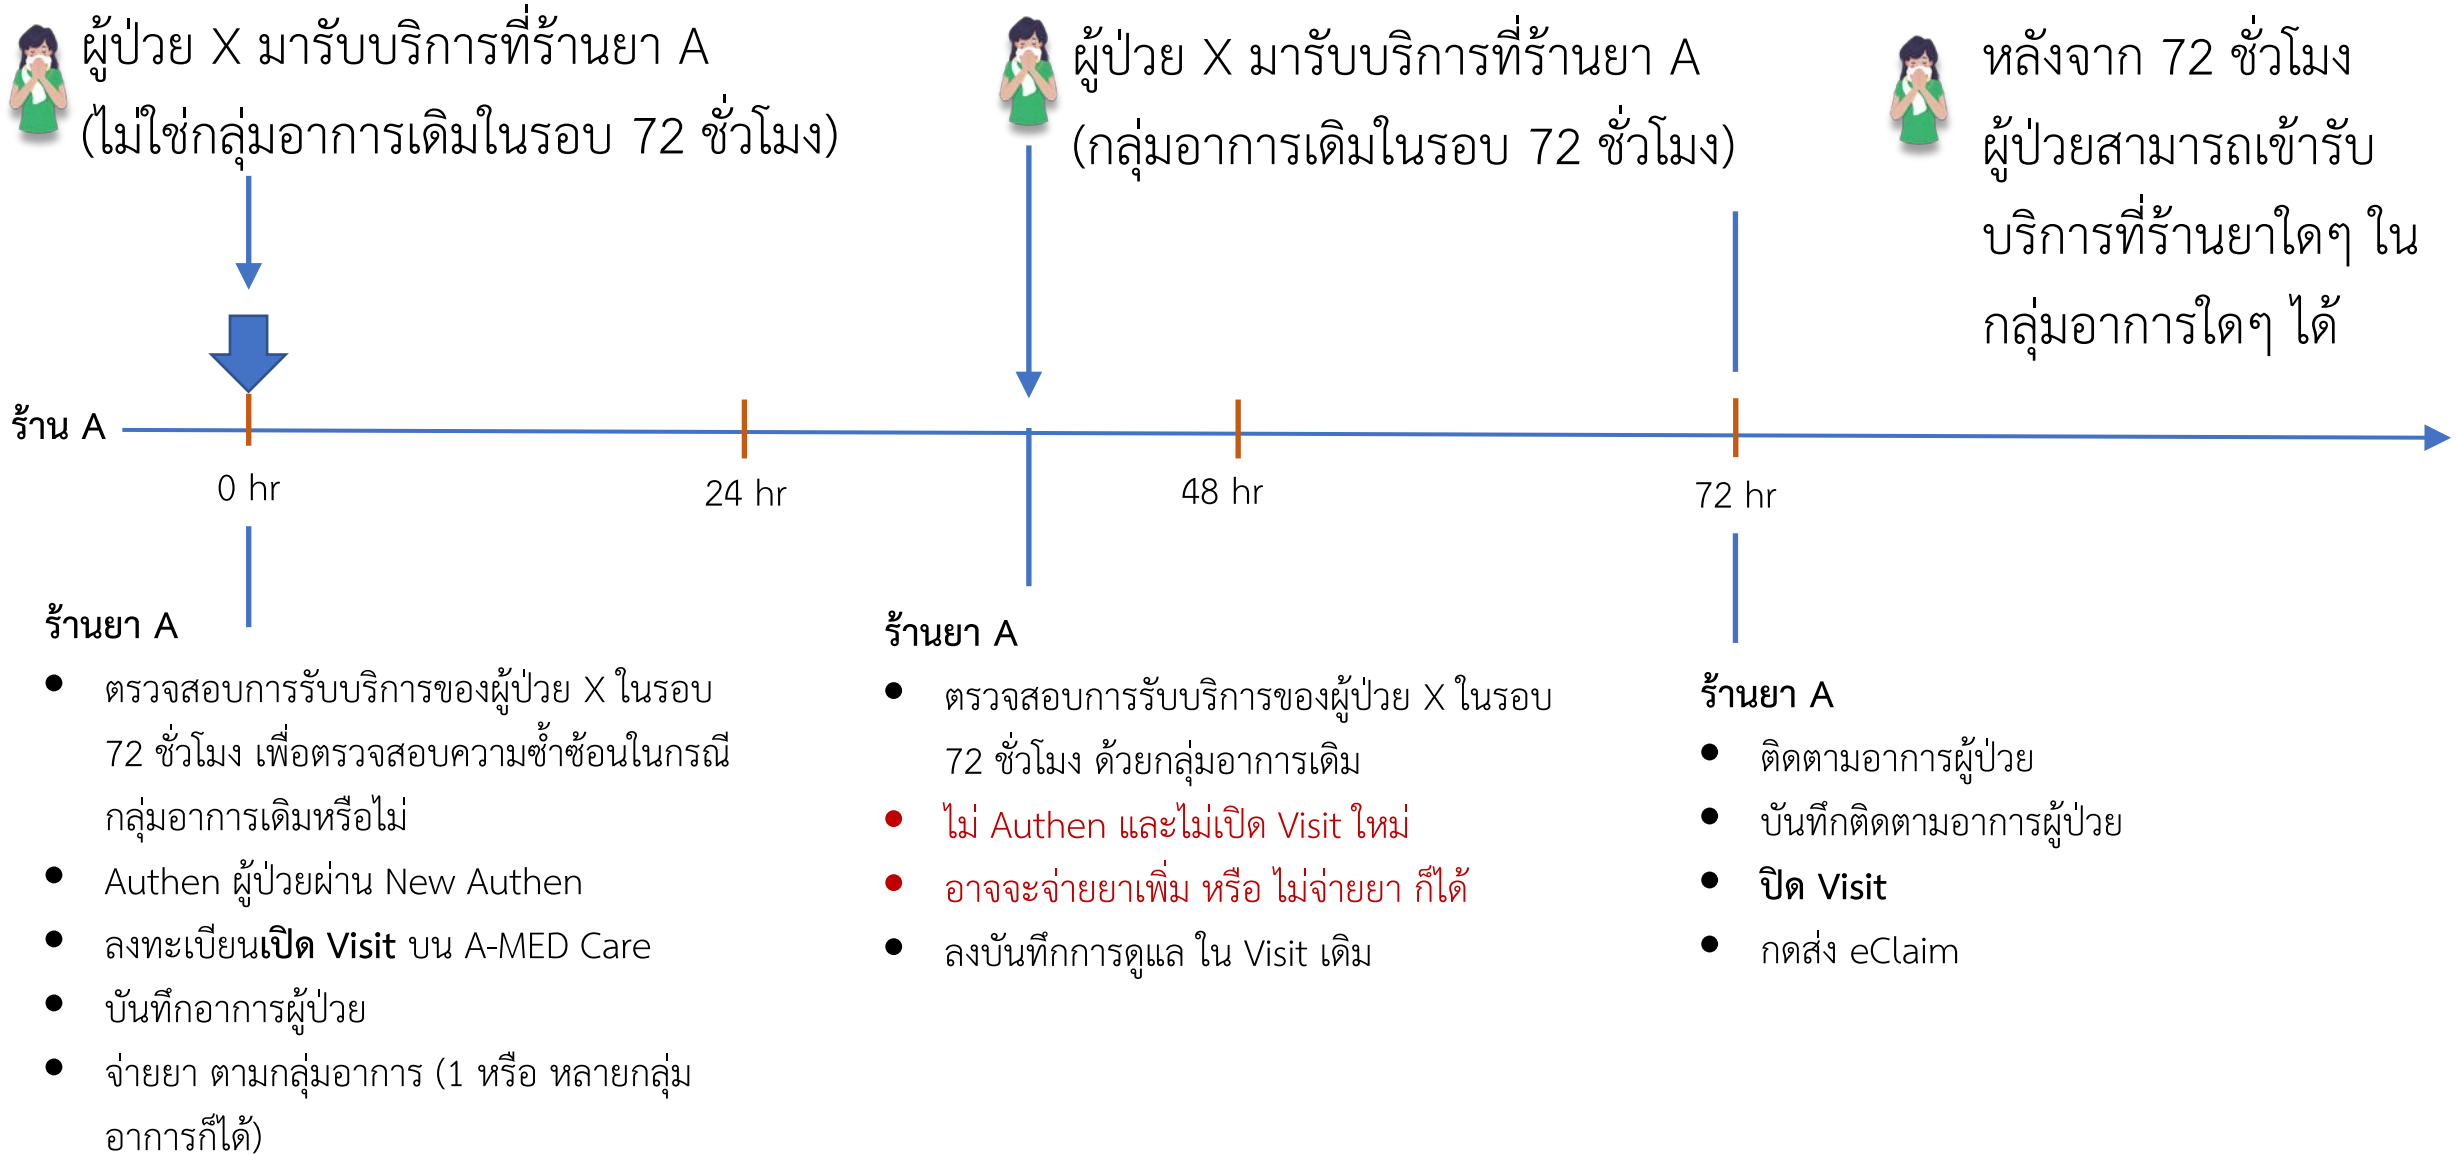 ผู้ป่วย X มารับบริการที่ร้านยา A
(ไม่ใช่กลุ่มอาการเดิมในรอบ 72 ชั่วโมง)
ผู้ป่วย X มารับบริการที่ร้านยา A
(กลุ่มอาการเดิมในรอบ 72 ชั่วโมง)
หลังจาก 72 ชั่วโมง
ผู้ป่วยสามารถเข้ารับ
บริการที่ร้านยาใดๆ ใน
กลุ่มอาการใดๆ ได้
ร้าน A
0 hr
24 hr
48 hr
72 hr
ร้านยา A
• ตรวจสอบการรับบริการของผู้ป่วย X ในรอบ
72 ชั่วโมง เพื่อตรวจสอบความซ้ำซ้อนในกรณี
กลุ่มอาการเดิมหรือไม่
• Authen ผู้ป่วยผ่าน New Authen
• ลงทะเบียนเปิด Visit บน A-MED Care
• บันทึกอาการผู้ป่วย
• จ่ายยา ตามกลุ่มอาการ (1 หรือ หลายกลุ่ม
อาการก็ได้)
ร้านยา A
• ตรวจสอบการรับบริการของผู้ป่วย X ในรอบ
72 ชั่วโมง ด้วยกลุ่มอาการเดิม
• ไม่ Authen และไม่เปิด Visit ใหม่
• อาจจะจ่ายยาเพิ่ม หรือ ไม่จ่ายยา ก็ได้
• ลงบันทึกการดูแล ใน Visit เดิม
ร้านยา A
• ติดตามอาการผู้ป่วย
• บันทึกติดตามอาการผู้ป่วย
• ปิด Visit
• กดส่ง eClaim